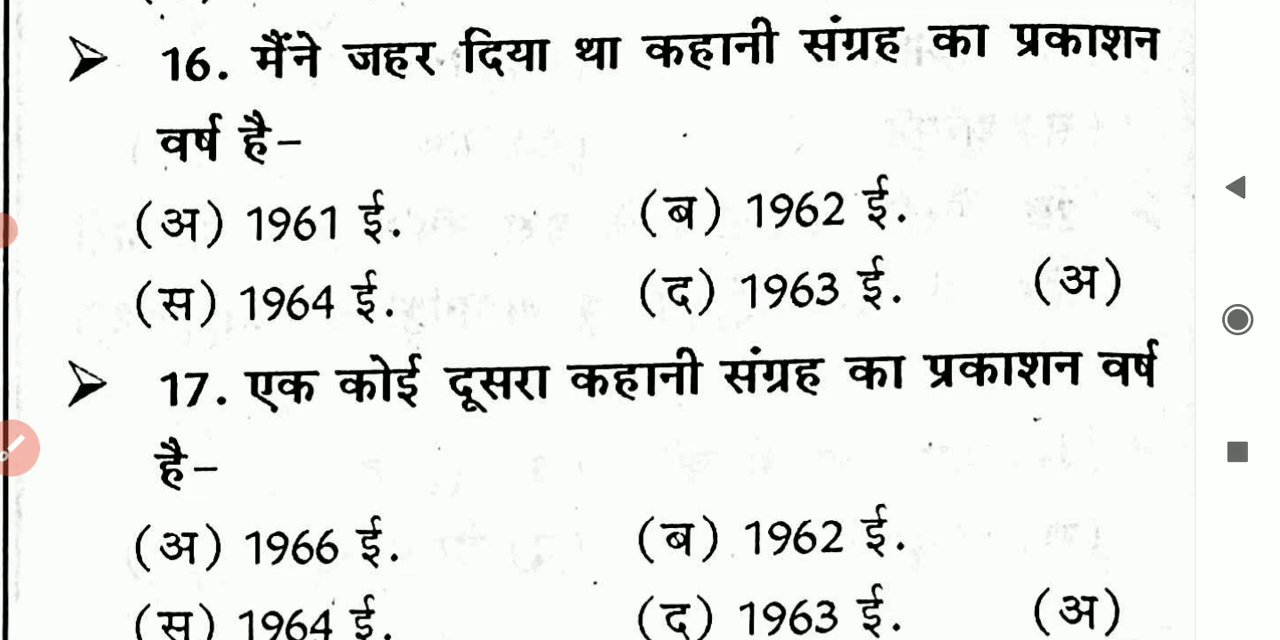 16. मैंने जहर दिया था कहानी संग्रह का प्रकाशन
वर्ष है–
(अ) 1961 ई. (ब) 1962 ई.
(स) 1964 ई. (द) 1963 ई. (अ)
17. एक कोई दूसरा कहानी संग्रह का प्रकाशन वर्ष
है–
(अ) 1966 ई. (ब) 1962 ई.
(स) 1964 ई. (द) 1963 ई. (अ)